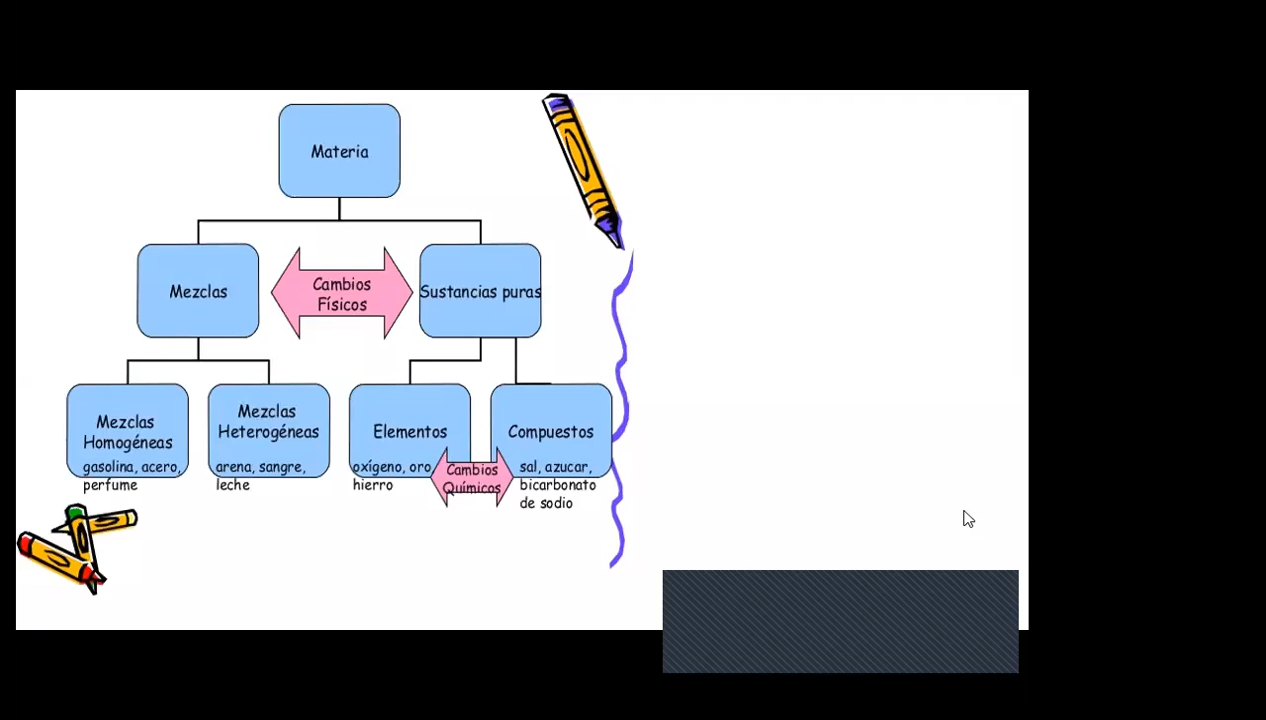 Materia
Mezclas
Cambios
Físicos
Sustancias puras
Mezclas
Homogéneas
gasolina, acero,
perfume
Mezclas
Heterogéneas
arena, sangre,
leche
Elementos
oxígeno, oro
hierro
Cambios
Químicos
Compuestos
sal, azucar,
bicarbonato
de sodio